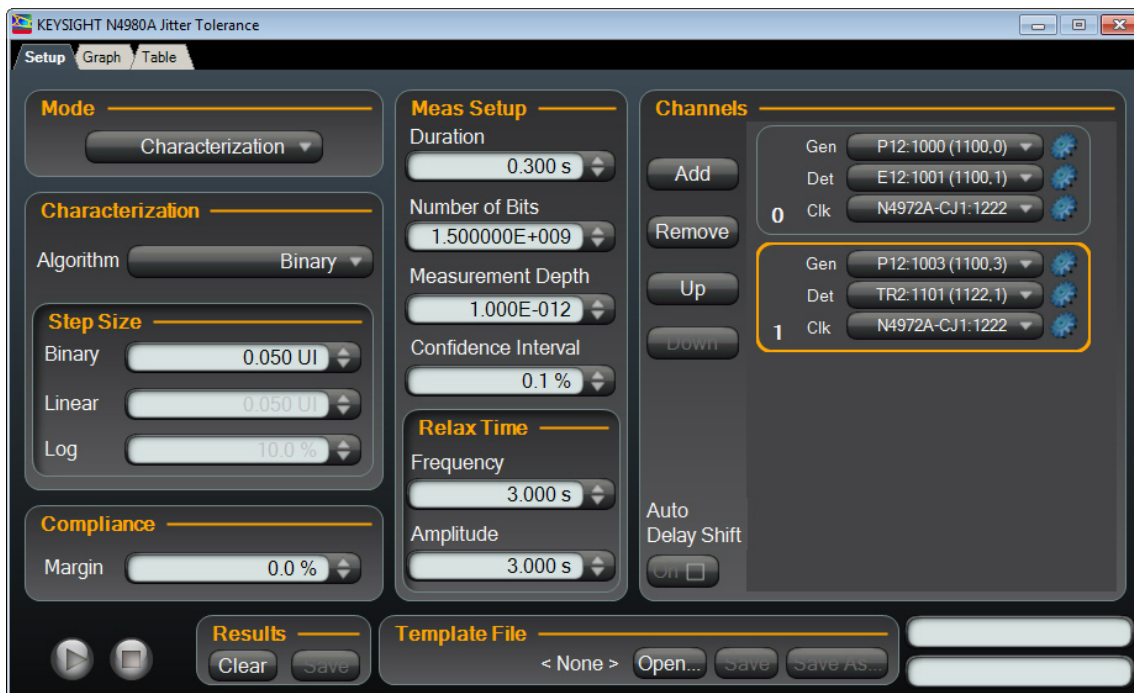 KEYSIGHT N4980A Jitter Tolerance
Setup Graph Table
Mode
Characterization
Characterization
Algorithm Binary
Step Size
Binary 0.050 UI
Linear 0.050 UI
Log 10.0 %
Compliance
Margin 0.0 %
Meas Setup
Duration
0.300 s
Number of Bits
1.500000E+009
Measurement Depth
1.000E-012
Confidence Interval
0.1 %
Relax Time
Frequency
3.000 s
Amplitude
3.000 s
Channels
Add
Remove
Up
Down
Auto
Delay Shift
On
Gen P12:1000 (1100,0)
Det E12:1001 (1100,1)
0 Clk N4972A-CJ1:1222
Gen P12:1003 (1100,3)
Det TR2:1101 (1122,1)
1 Clk N4972A-CJ1:1222
Results
Clear Save
Template File
< None > Open... Save Save As...